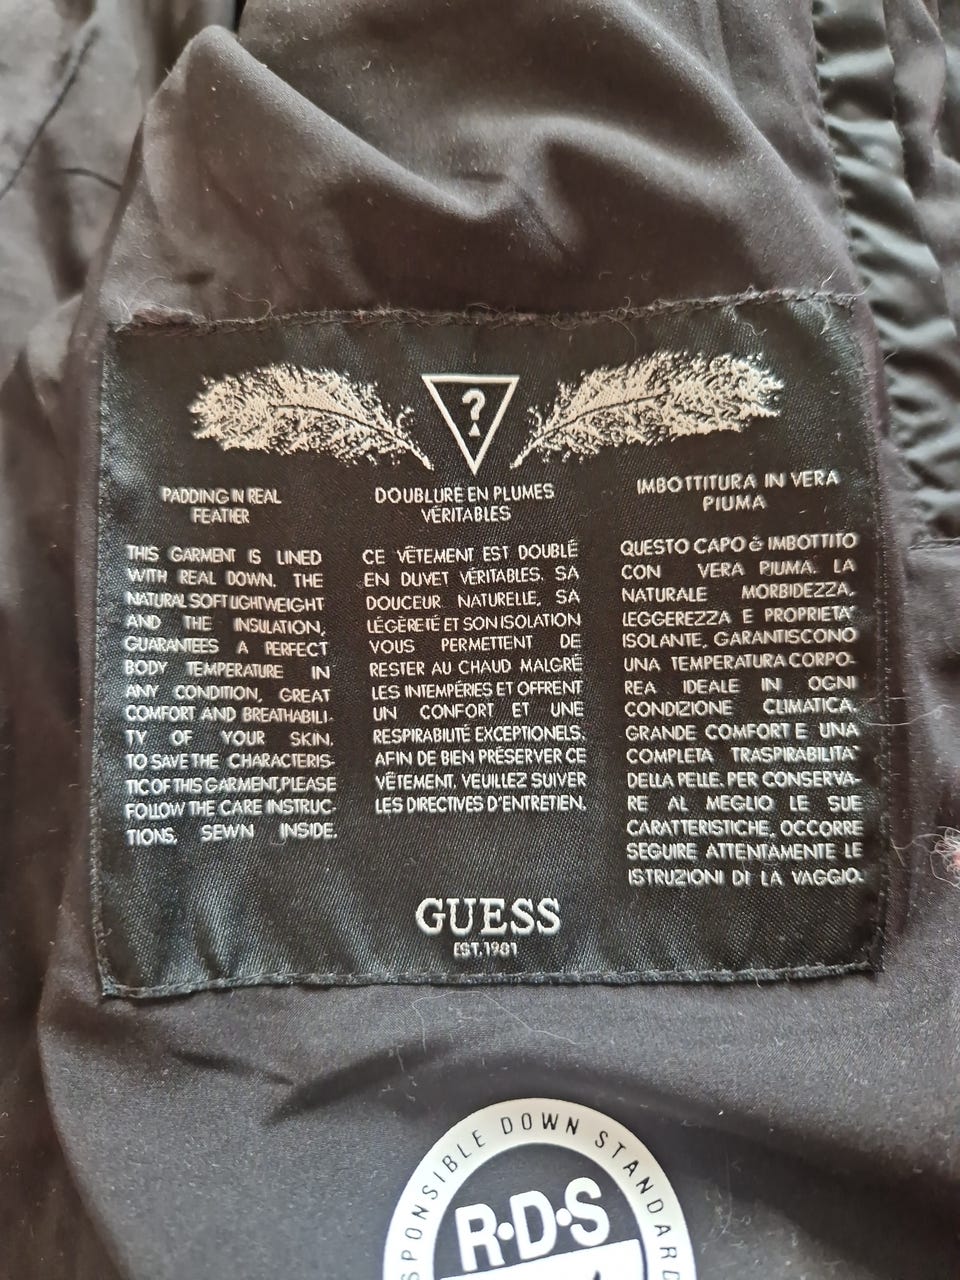 ?
PADDING IN REAL
FEATHER
THIS GARMENT IS LINED
WITH REAL DOWN. THE
NATURAL SOFT LIGHTWEIGHT
AND THE INSULATION,
GUARANTEES A PERFECT
BODY TEMPERATURE IN
ANY CONDITION, GREAT
COMFORT AND BREATHABILI-
TY OF YOUR SKIN.
TO SAVE THE CHARACTERIS-
TIC OF THIS GARMENT,PLEASE
FOLLOW THE CARE INSTRUC-
TIONS, SEWN INSIDE.
DOUBLURE EN PLUMES
VÉRITABLES
CE VÊTEMENT EST DOUBLÉ
EN DUVET VÉRITABLES. SA
DOUCEUR NATURELLE, SA
LÉGÈRETÉ ET SON ISOLATION
VOUS PERMETTENT DE
RESTER AU CHAUD MALGRÉ
LES INTEMPÉRIES ET OFFRENT
UN CONFORT ET UNE
RESPIRABILITÉ EXCEPTIONELS.
AFIN DE BIEN PRÉSERVER CE
VÊTEMENT, VEUILLEZ SUIVER
LES DIRECTIVES D'ENTRETIEN.
IMBOTTITURA IN VERA
PIUMA
QUESTO CAPO è IMBOTTITO
CON VERA PIUMA. LA
NATURALE MORBIDEZZA,
LEGGEREZZA E PROPRIETA'
ISOLANTE, GARANTISCONO
UNA TEMPERATURA CORPO-
REA IDEALE IN OGNI
CONDIZIONE CLIMATICA,
GRANDE COMFORT E UNA
COMPLETA TRASPIRABILITA'
DELLA PELLE. PER CONSERVA-
RE AL MEGLIO LE SUE
CARATTERISTICHE, OCCORRE
SEGUIRE ATTENTAMENTE LE
ISTRUZIONI DI LA VAGGIO.
GUESS
EST.1981
SPONSIBLE DOWN STANDARD
R·D·S